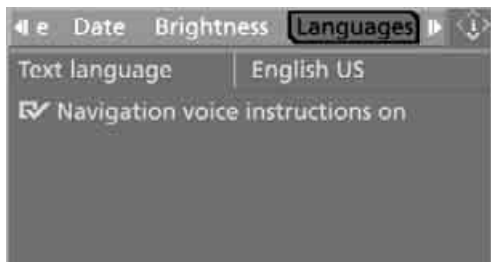 e Date Brightness Languages i
Text language English US
Navigation voice instructions on